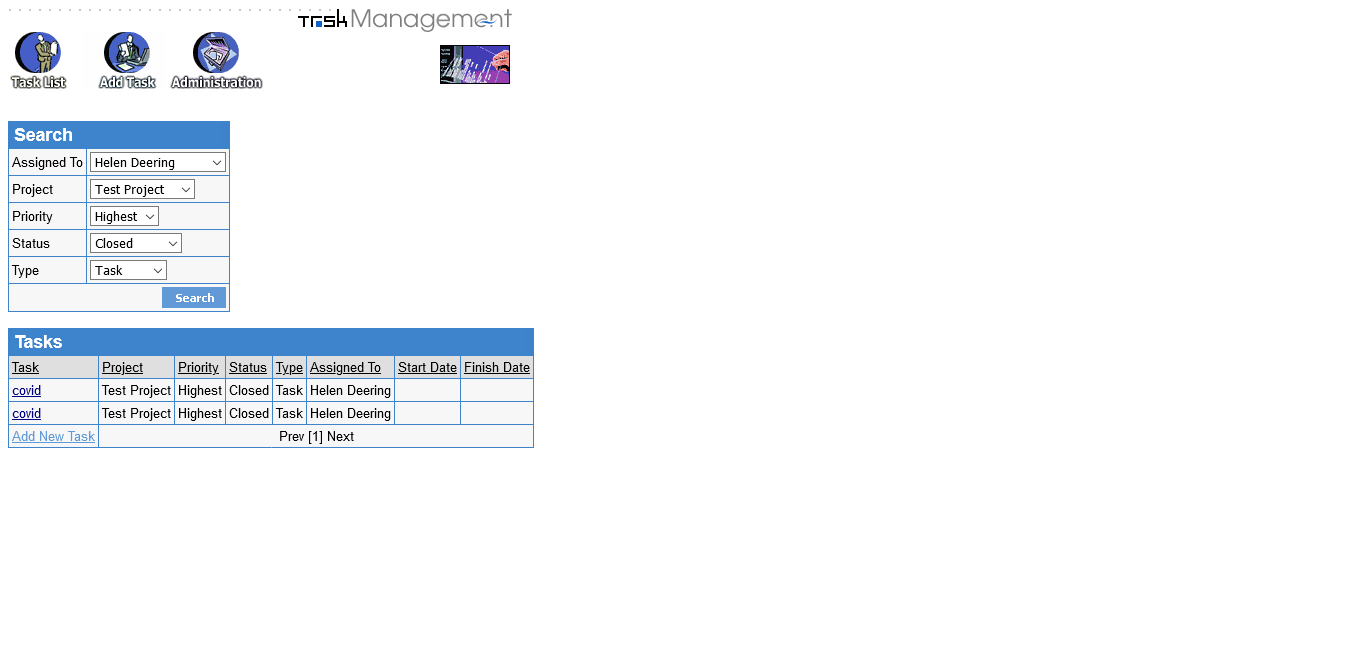 Task Management
Task List Add Task Administration
Search
Assigned To Helen Deering
Project Test Project
Priority Highest
Status Closed
Type Task
Search
Tasks
Task Project Priority Status Type Assigned To Start Date Finish Date
covid Test Project Highest Closed Task Helen Deering
covid Test Project Highest Closed Task Helen Deering
Add New Task Prev [1] Next